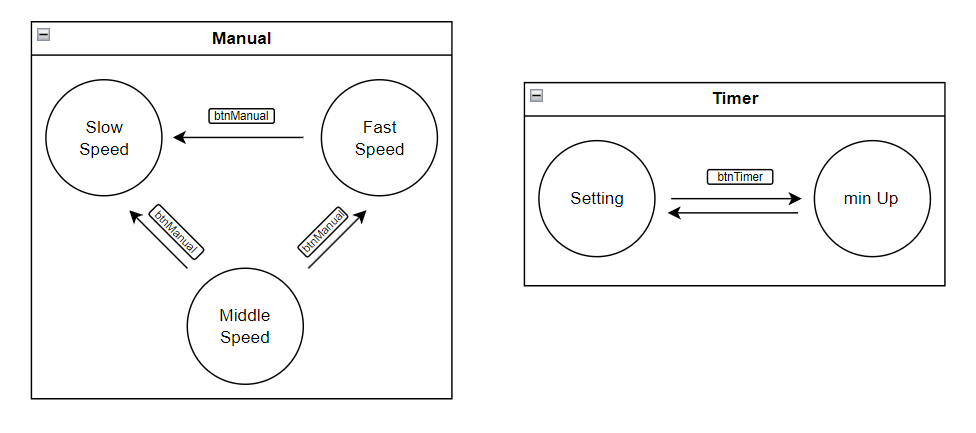 Manual
Slow
Speed
btnManual
Fast
Speed
btnManual
btnManual
Middle
Speed
Timer
Setting
btnTimer
min Up